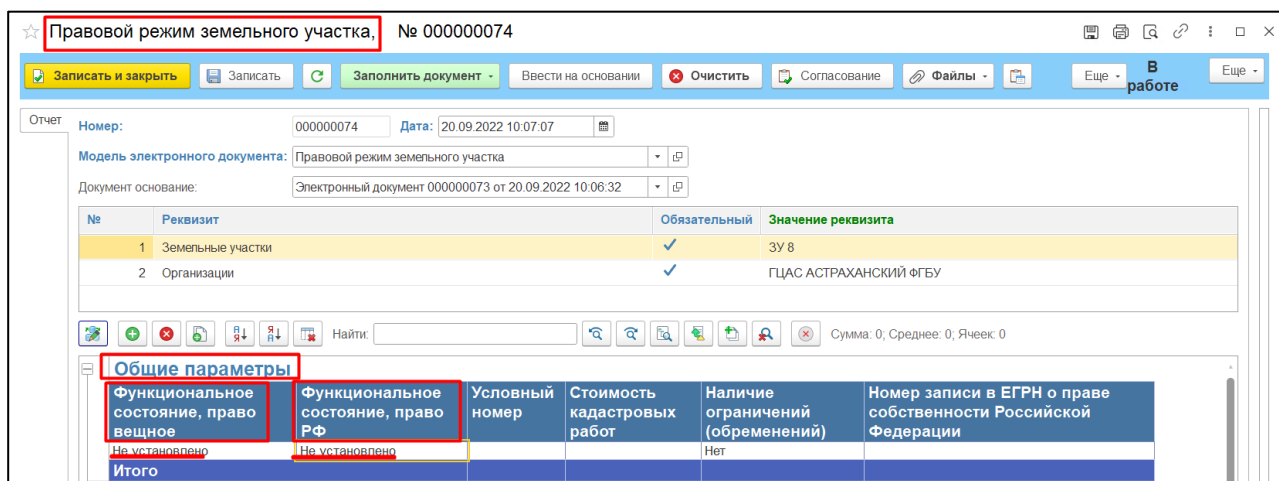 Правовой режим земельного участка, № 000000074
Записать и закрыть Записать Заполнить документ Ввести на основании Очистить Согласование Файлы Еще В работе Еще
Отчет
Номер: 000000074 Дата: 20.09.2022 10:07:07
Модель электронного документа: Правовой режим земельного участка
Документ основание: Электронный документ 000000073 от 20.09.2022 10:06:32
№ Реквизит Обязательный Значение реквизита
1 Земельные участки ЗУ 8
2 Организации ГЦАС АСТРАХАНСКИЙ ФГБУ
Найти: Сумма: 0; Среднее: 0; Ячеек: 0
Общие параметры
Функциональное Функциональное Условный Стоимость Наличие Номер записи в ЕГРН о праве
состояние, право состояние, право номер кадастровых ограничений собственности Российской
вещное РФ работ (обременений) Федерации
Не установлено Не установлено Нет
Итого